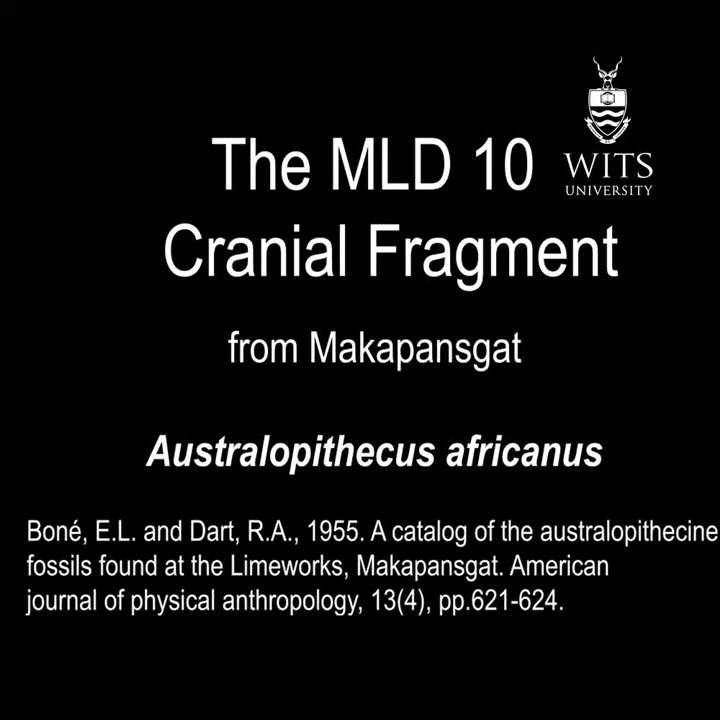 The MLD 10
WITS
UNIVERSITY
Cranial Fragment
from Makapansgat
Australopithecus africanus
Boné, E.L. and Dart, R.A., 1955. A catalog of the australopithecine
fossils found at the Limeworks, Makapansgat. American
journal of physical anthropology, 13(4), pp.621-624.